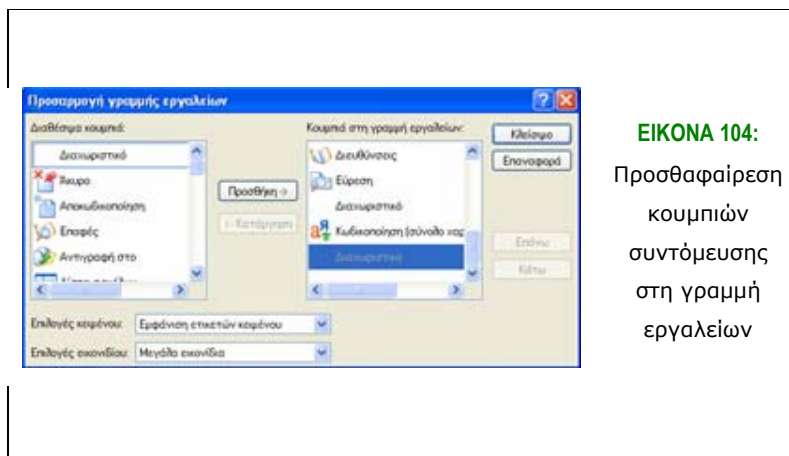 Προσαρμογή γραμμής εργαλείων
Διαθέσιμα κουμπιά:
Διαχωριστικό
Άκυρο
Αποκωδικοποίηση
Επαφές
Αντιγραφή στο
Προσθήκη ->
<- Κατάργηση
Κουμπιά στη γραμμή εργαλείων:
Διευθύνσεις
Εύρεση
Διαχωριστικό
Κωδικοποίηση (σύνολο χαρ
Διαχωριστικό
Κλείσιμο
Επαναφορά
Επάνω
Κάτω
Επιλογές κειμένου: Εμφάνιση ετικετών κειμένου
Επιλογές εικονιδίου: Μεγάλα εικονίδια
ΕΙΚΟΝΑ 104:
Προσθαφαίρεση
κουμπιών
συντόμευσης
στη γραμμή
εργαλείων